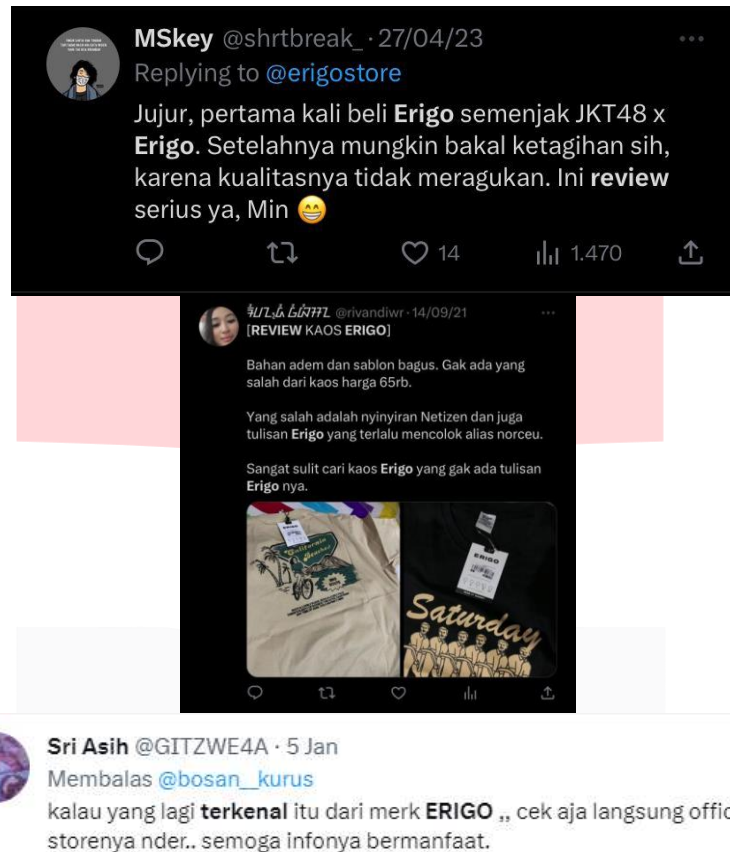 MSkey @shrtbreak_ · 27/04/23
Replying to @erigostore
Jujur, pertama kali beli Erigo semenjak JKT48 x
Erigo. Setelahnya mungkin bakal ketagihan sih,
karena kualitasnya tidak meragukan. Ini review
serius ya, Min 😁
14
1.470
@rivandiwr · 14/09/21
[REVIEW KAOS ERIGO]
Bahan adem dan sablon bagus. Gak ada yang
salah dari kaos harga 65rb.
Yang salah adalah nyinyiran Netizen dan juga
tulisan Erigo yang terlalu mencolok alias norceu.
Sangat sulit cari kaos Erigo yang gak ada tulisan
Erigo nya.
California
Beaches
ERIGO
Saturday
Sri Asih @GITZWE4A · 5 Jan
Membalas @bosan__kurus
kalau yang lagi terkenal itu dari merk ERIGO ,, cek aja langsung offic
storenya nder.. semoga infonya bermanfaat.